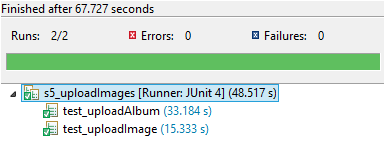 Finished after 67.727 seconds
Runs: 2/2 Errors: 0 Failures: 0
s5_uploadImages [Runner: JUnit 4] (48.517 s)
test_uploadAlbum (33.184 s)
test_uploadImage (15.333 s)